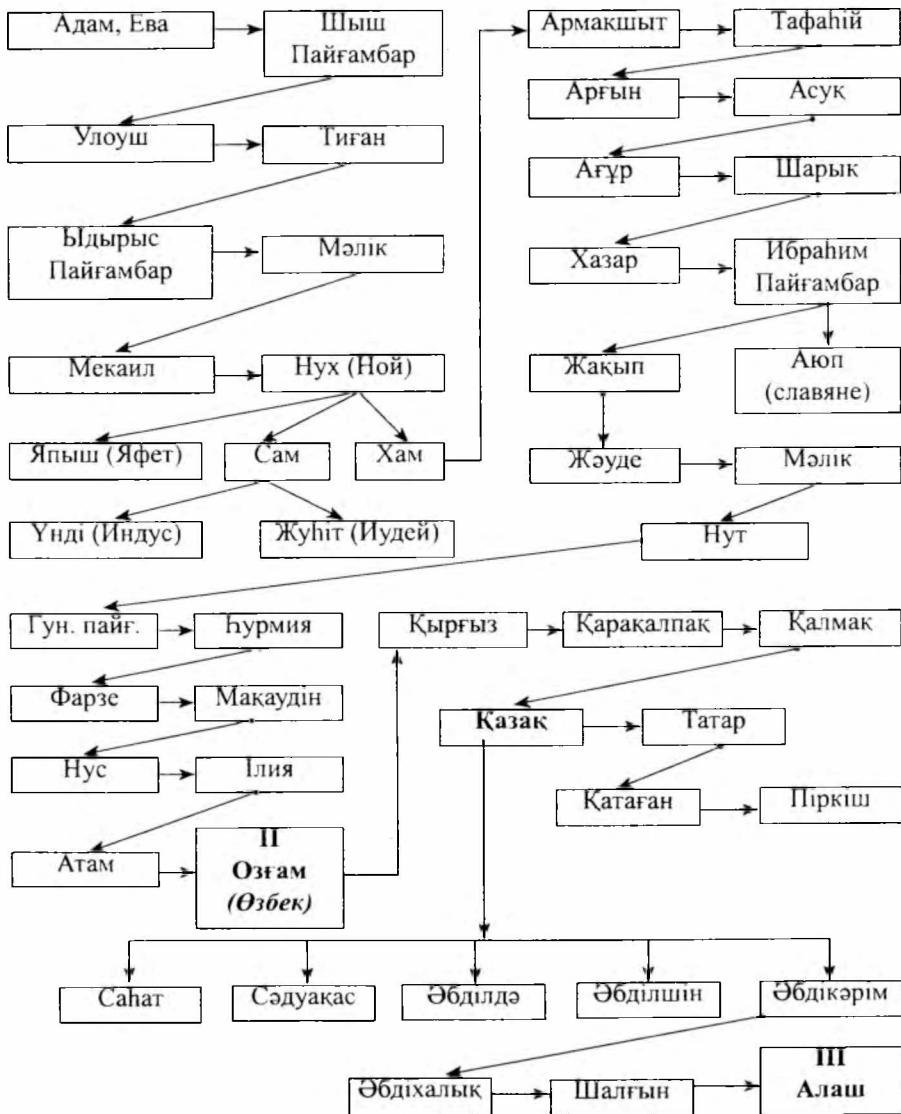 Адам, Ева
Шыш
Пайғамбар
Улоуш
Тиған
Ыдырыс
Пайғамбар
Мәлік
Мекаил
Нух (Ной)
Япыш (Яфет)
Сам
Хам
Үнді (Индус)
Жуһіт (Иудей)
Армақшыт
Тафаһій
Арғын
Асуқ
Ағұр
Шарык
Хазар
Ибраһим
Пайғамбар
Жақып
Аюп
(славяне)
Жәуде
Мәлік
Нут
Гун. пайғ.
Һурмия
Фарзе
Мақаудін
Нус
Ілия
Атам
II
Озғам
(Өзбек)
Қырғыз
Қарақалпақ
Қалмақ
Қазақ
Татар
Қатаған
Піркіш
Саһат
Сәдуақас
Әбділдә
Әбділшін
Әбдікәрім
Әбдіхалық
Шалғын
III
Алаш